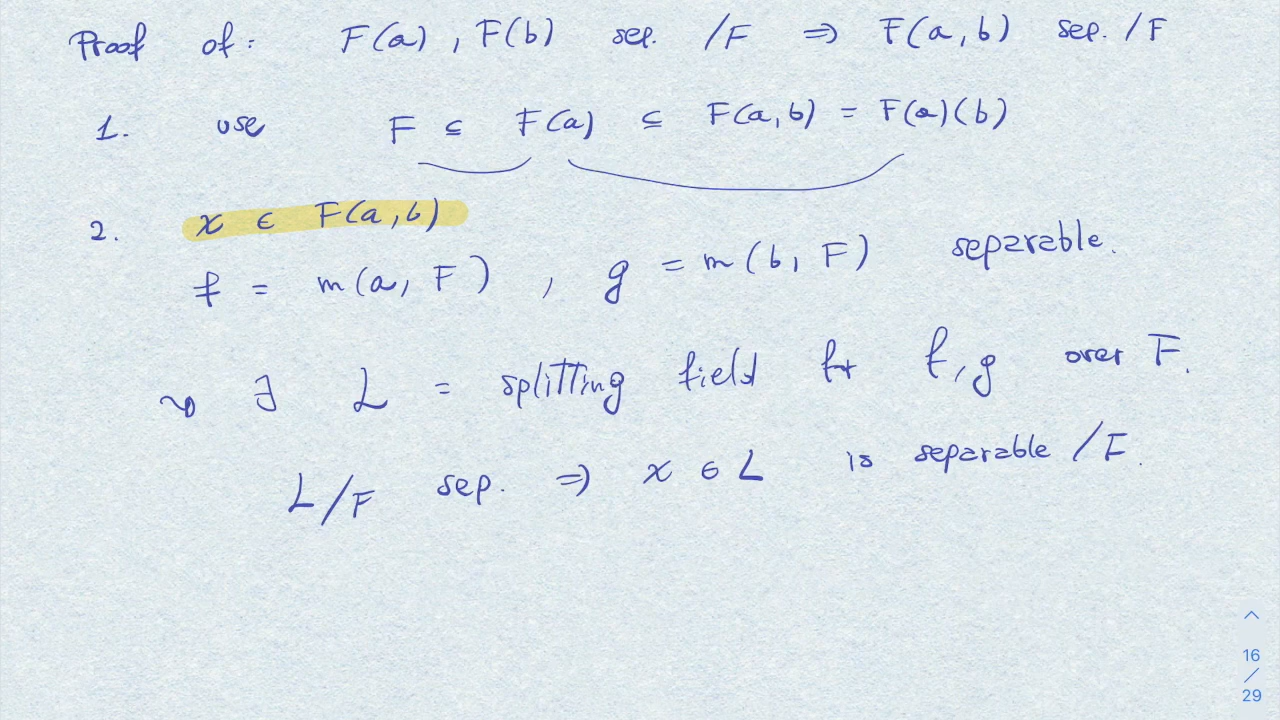 Proof of: F(a), F(b) sep. /F ⇒ F(a,b) sep. /F
1. use F ⊆ F(a) ⊆ F(a,b) = F(a)(b)
2. x ∈ F(a,b)
f = m(a, F), g = m(b, F) separable.
⇝ ∃ L = splitting field for f, g over F.
L/F sep. ⇒ x ∈ L is separable /F.
16
/
29